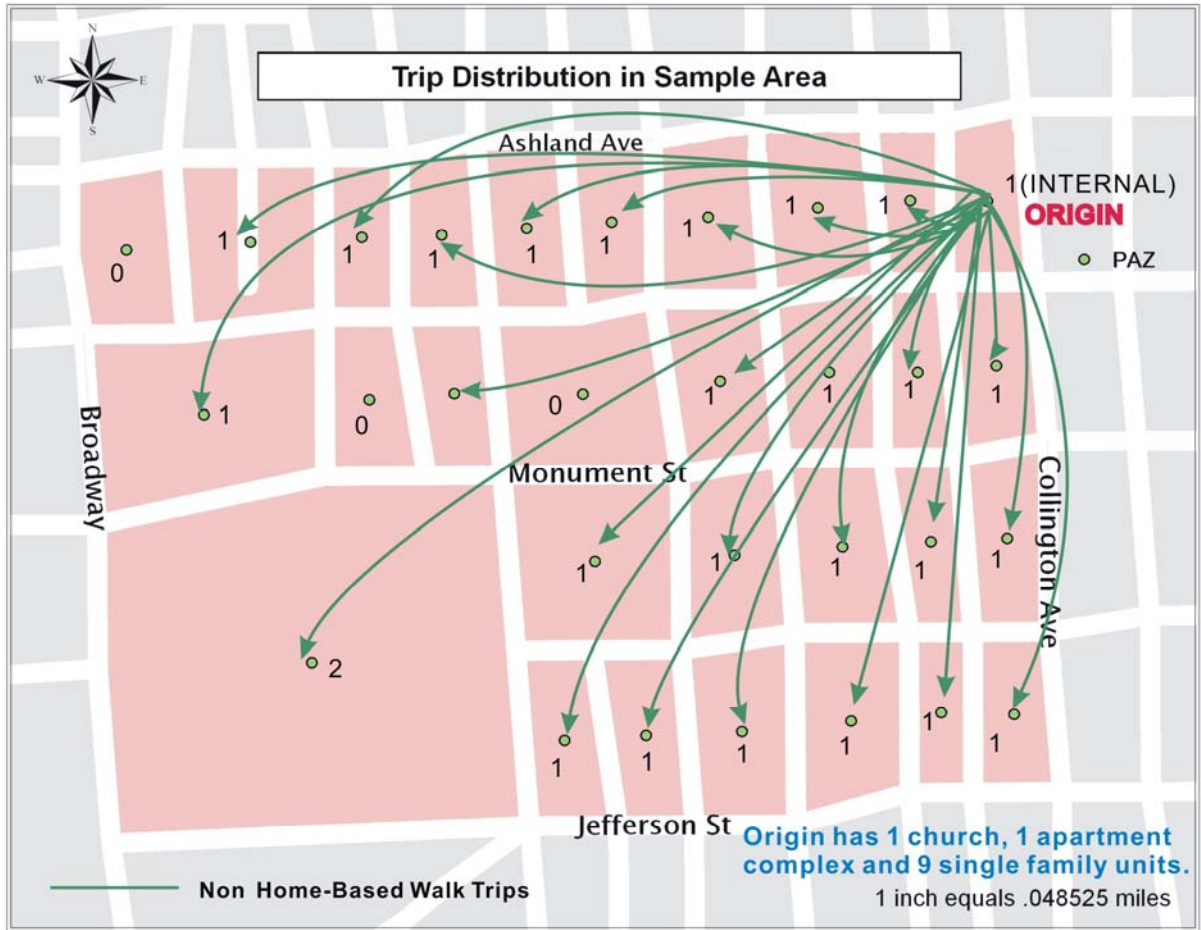 N
W E
S
Trip Distribution in Sample Area
Ashland Ave
1(INTERNAL)
ORIGIN
PAZ
0
1
1
1
1
1
1
1
1
1
0
0
1
1
1
1
Broadway
Monument St
Collington Ave
1
1
1
1
1
2
1
1
1
1
1
1
Jefferson St
Origin has 1 church, 1 apartment
complex and 9 single family units.
Non Home-Based Walk Trips
1 inch equals .048525 miles